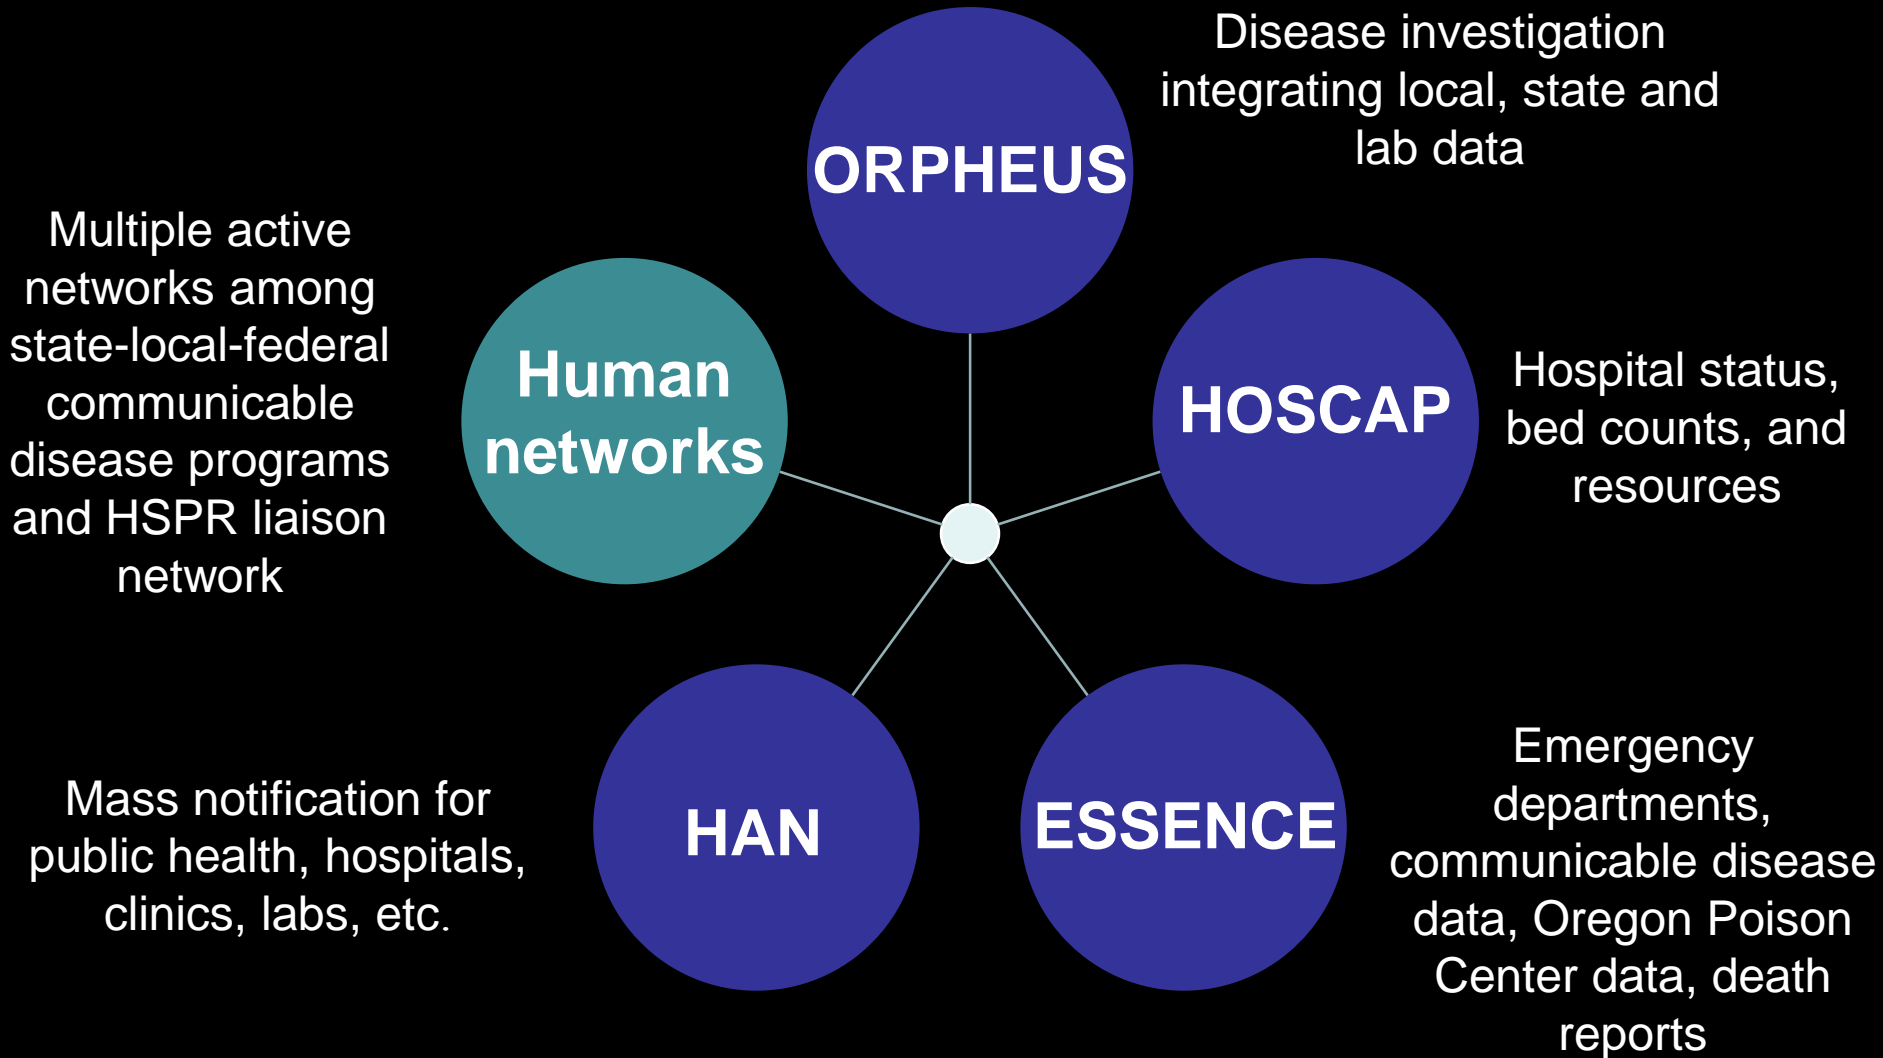 ORPHEUS
Disease investigation
integrating local, state and
lab data
Multiple active
networks among
state-local-federal
communicable
disease programs
and HSPR liaison
network
Human
networks
HOSCAP
Hospital status,
bed counts, and
resources
Mass notification for
public health, hospitals,
clinics, labs, etc.
HAN
ESSENCE
Emergency
departments,
communicable disease
data, Oregon Poison
Center data, death
reports